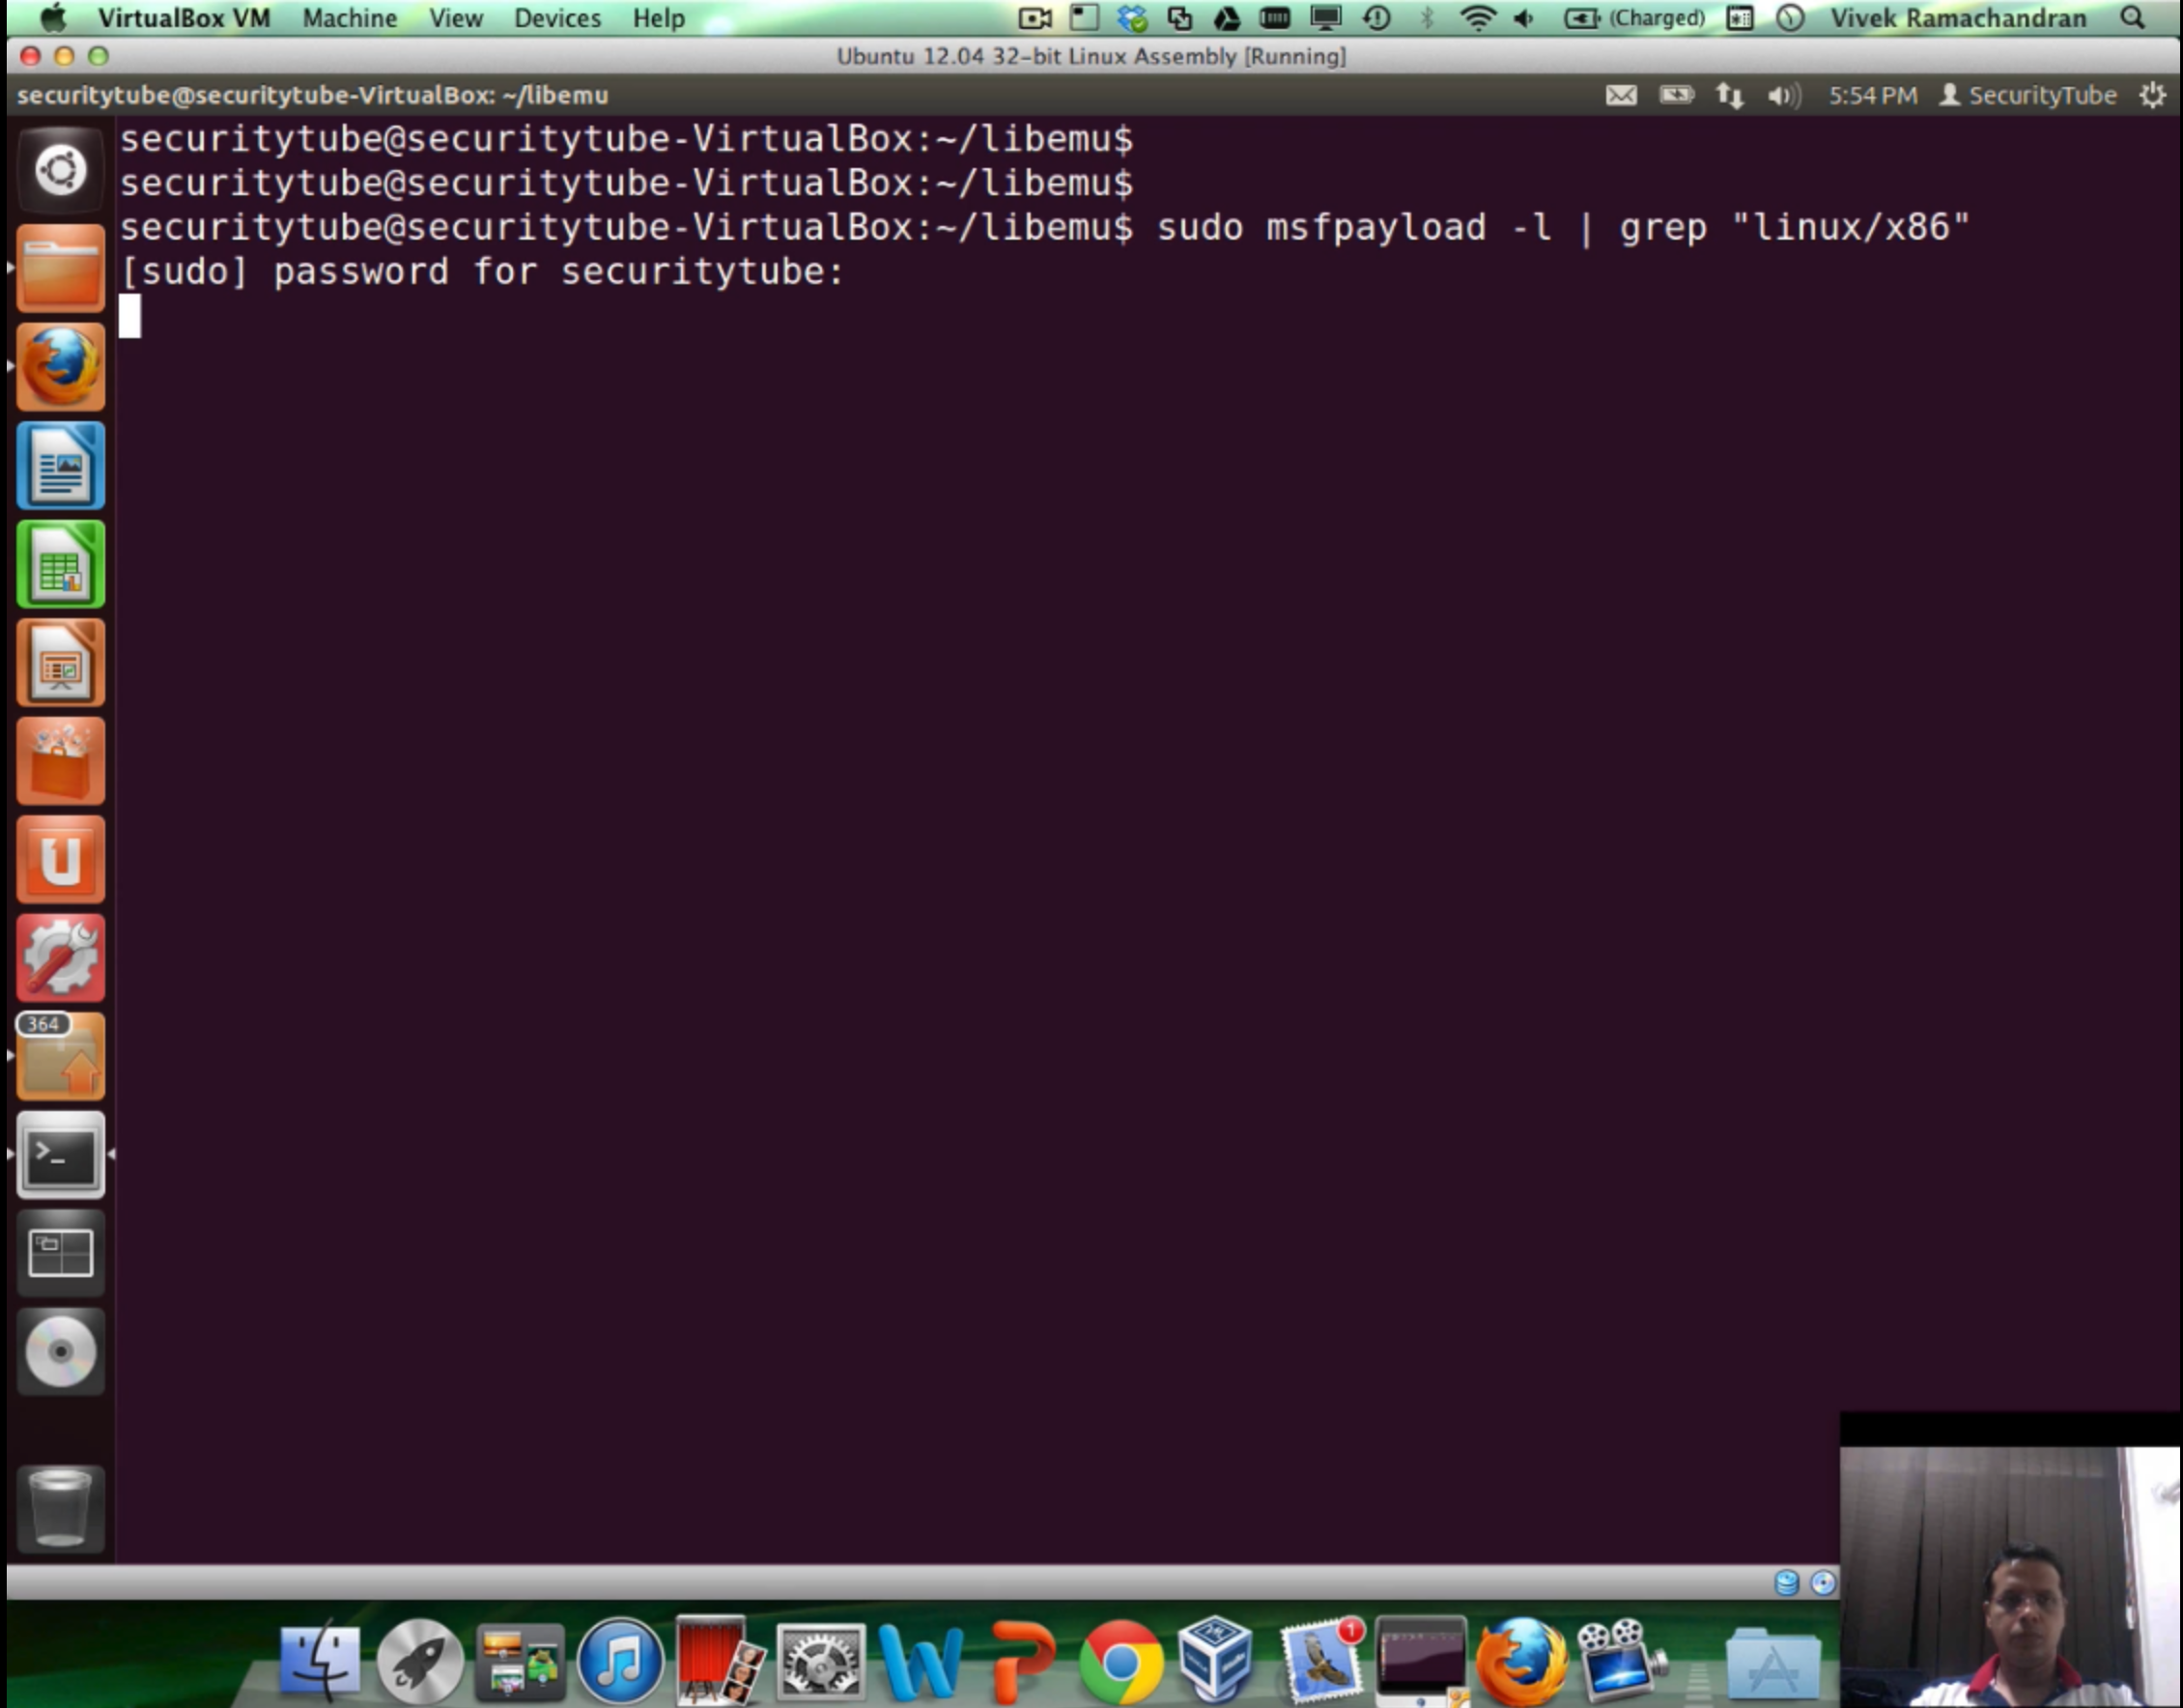 VirtualBox VM Machine View Devices Help (Charged) Vivek Ramachandran
Ubuntu 12.04 32-bit Linux Assembly [Running]
securitytube@securitytube-VirtualBox: ~/libemu 5:54 PM SecurityTube
securitytube@securitytube-VirtualBox:~/libemu$
securitytube@securitytube-VirtualBox:~/libemu$
securitytube@securitytube-VirtualBox:~/libemu$ sudo msfpayload -l | grep "linux/x86"
[sudo] password for securitytube:
364
1